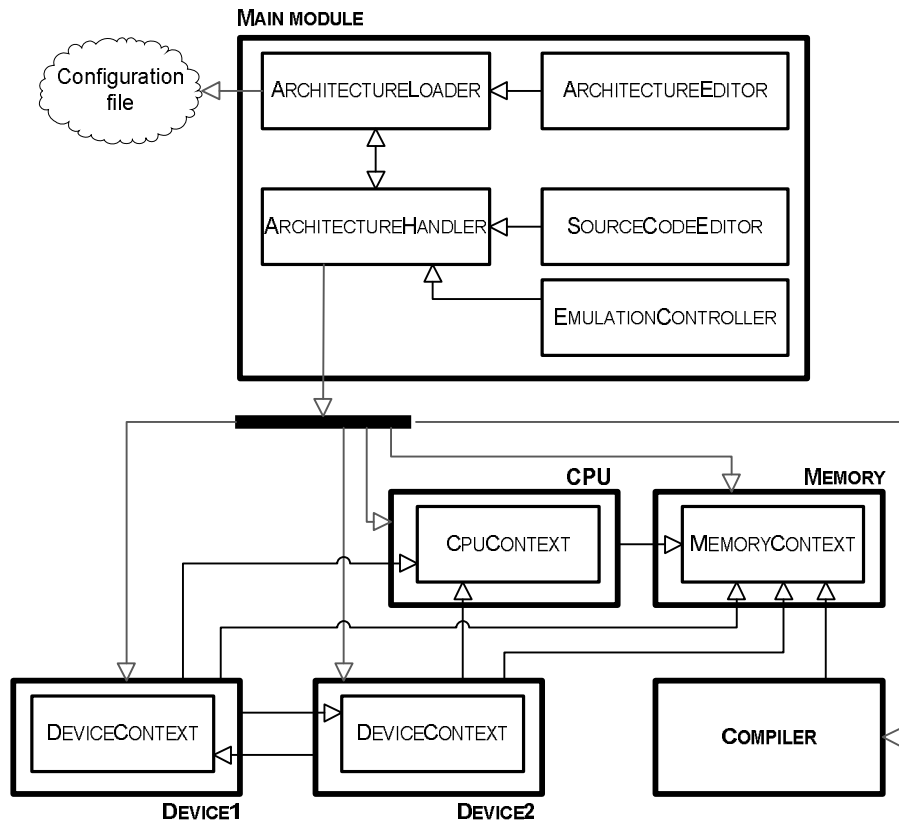 MAIN MODULE
Configuration
file
ARCHITECTURELOADER
ARCHITECTUREEDITOR
ARCHITECTUREHANDLER
SOURCECODEEDITOR
EMULATIONCONTROLLER
CPU
MEMORY
CPUCONTEXT
MEMORYCONTEXT
DEVICECONTEXT
DEVICECONTEXT
COMPILER
DEVICE1
DEVICE2